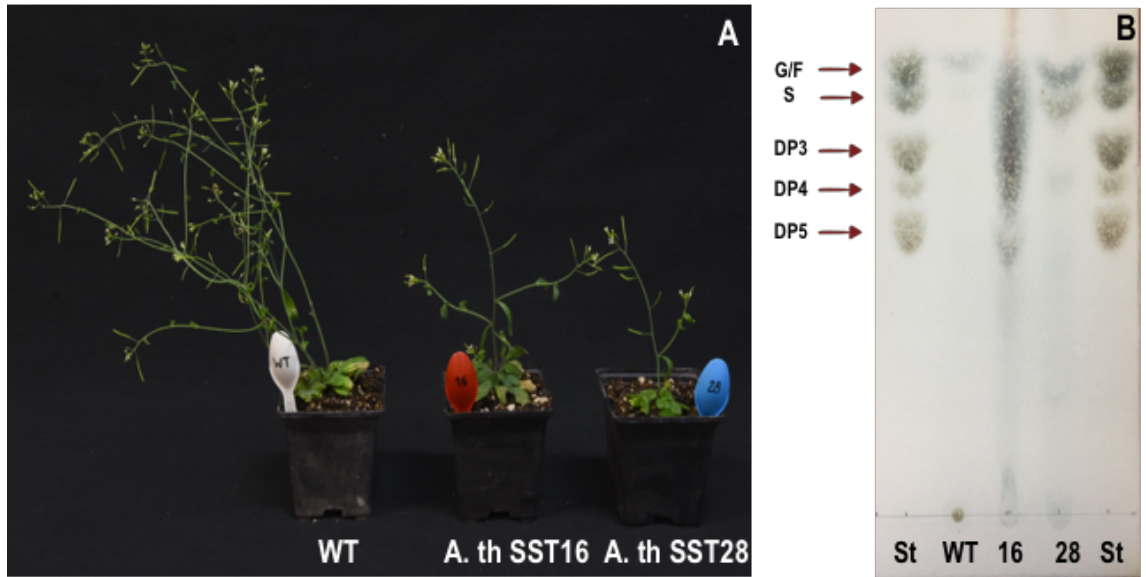 A
WT
16
28
WT
A. th SST16
A. th SST28
B
G/F
S
DP3
DP4
DP5
St
WT
16
28
St